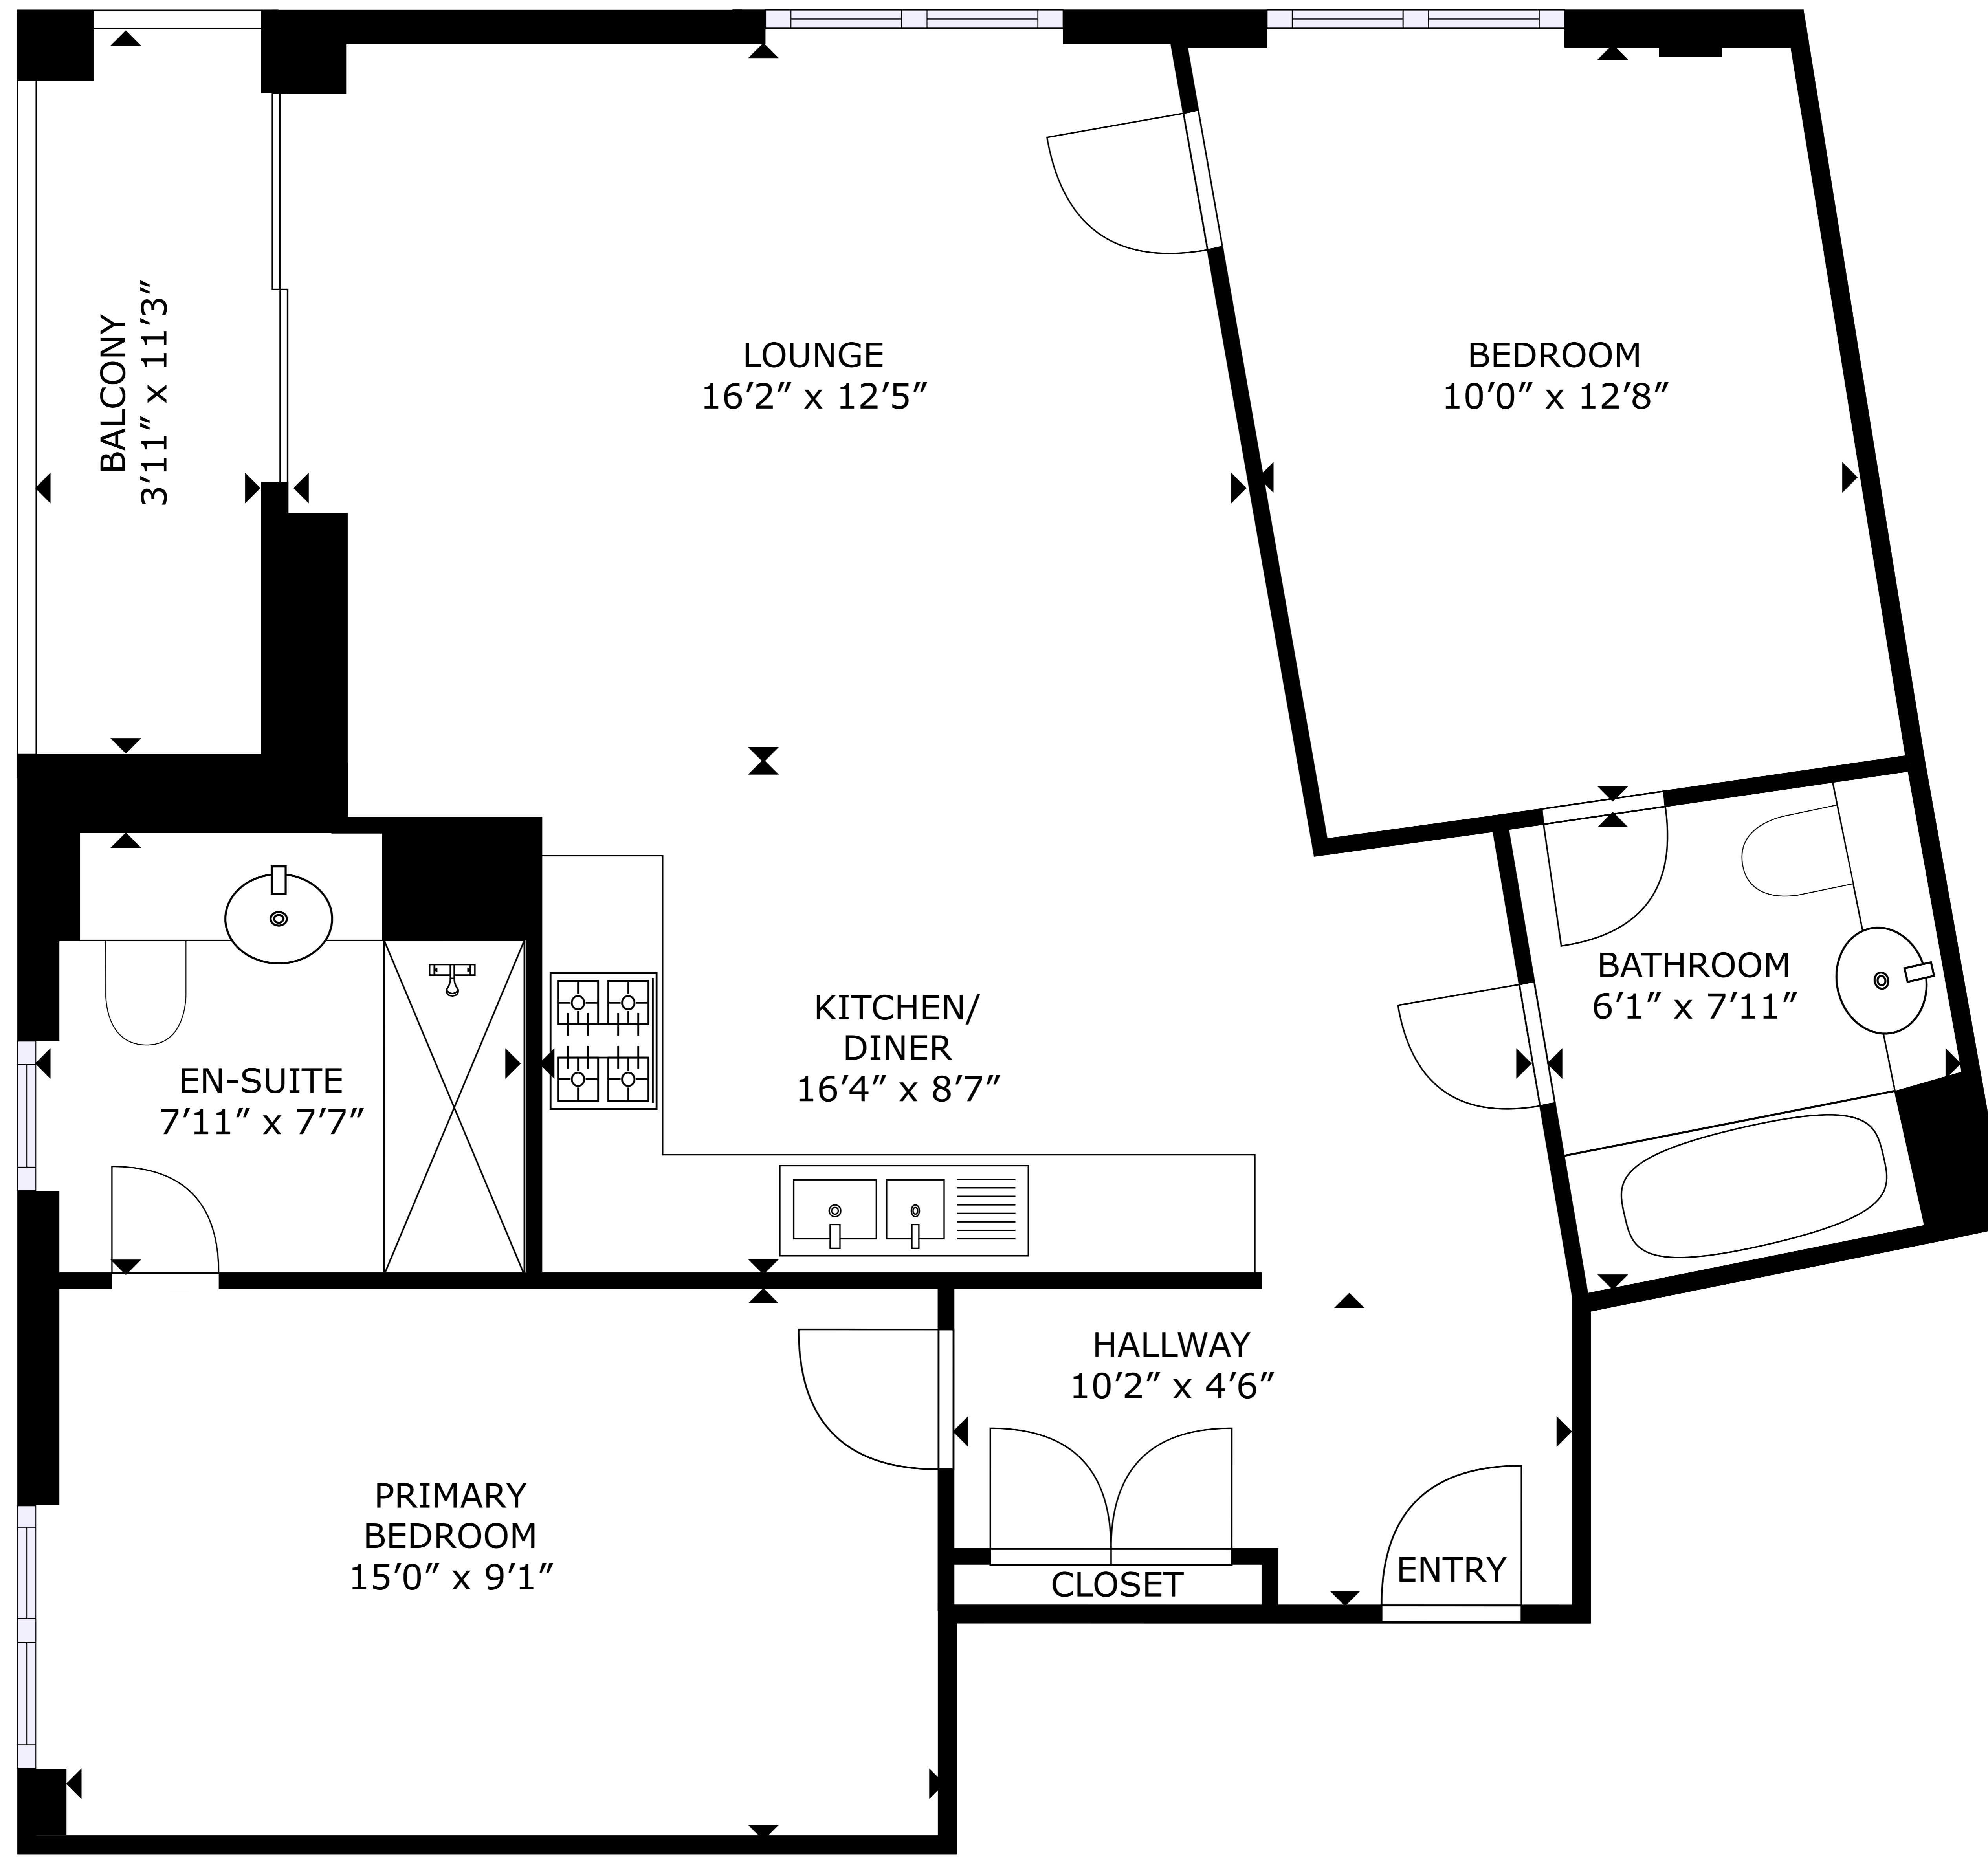 BALCONY
3'11" x 11'3"
LOUNGE
16'2" x 12'5"
BEDROOM
10'0" x 12'8"
BATHROOM
6'1" x 7'11"
KITCHEN/
DINER
16'4" x 8'7"
EN-SUITE
7'11" x 7'7"
HALLWAY
10'2" x 4'6"
PRIMARY
BEDROOM
15'0" x 9'1"
CLOSET
ENTRY